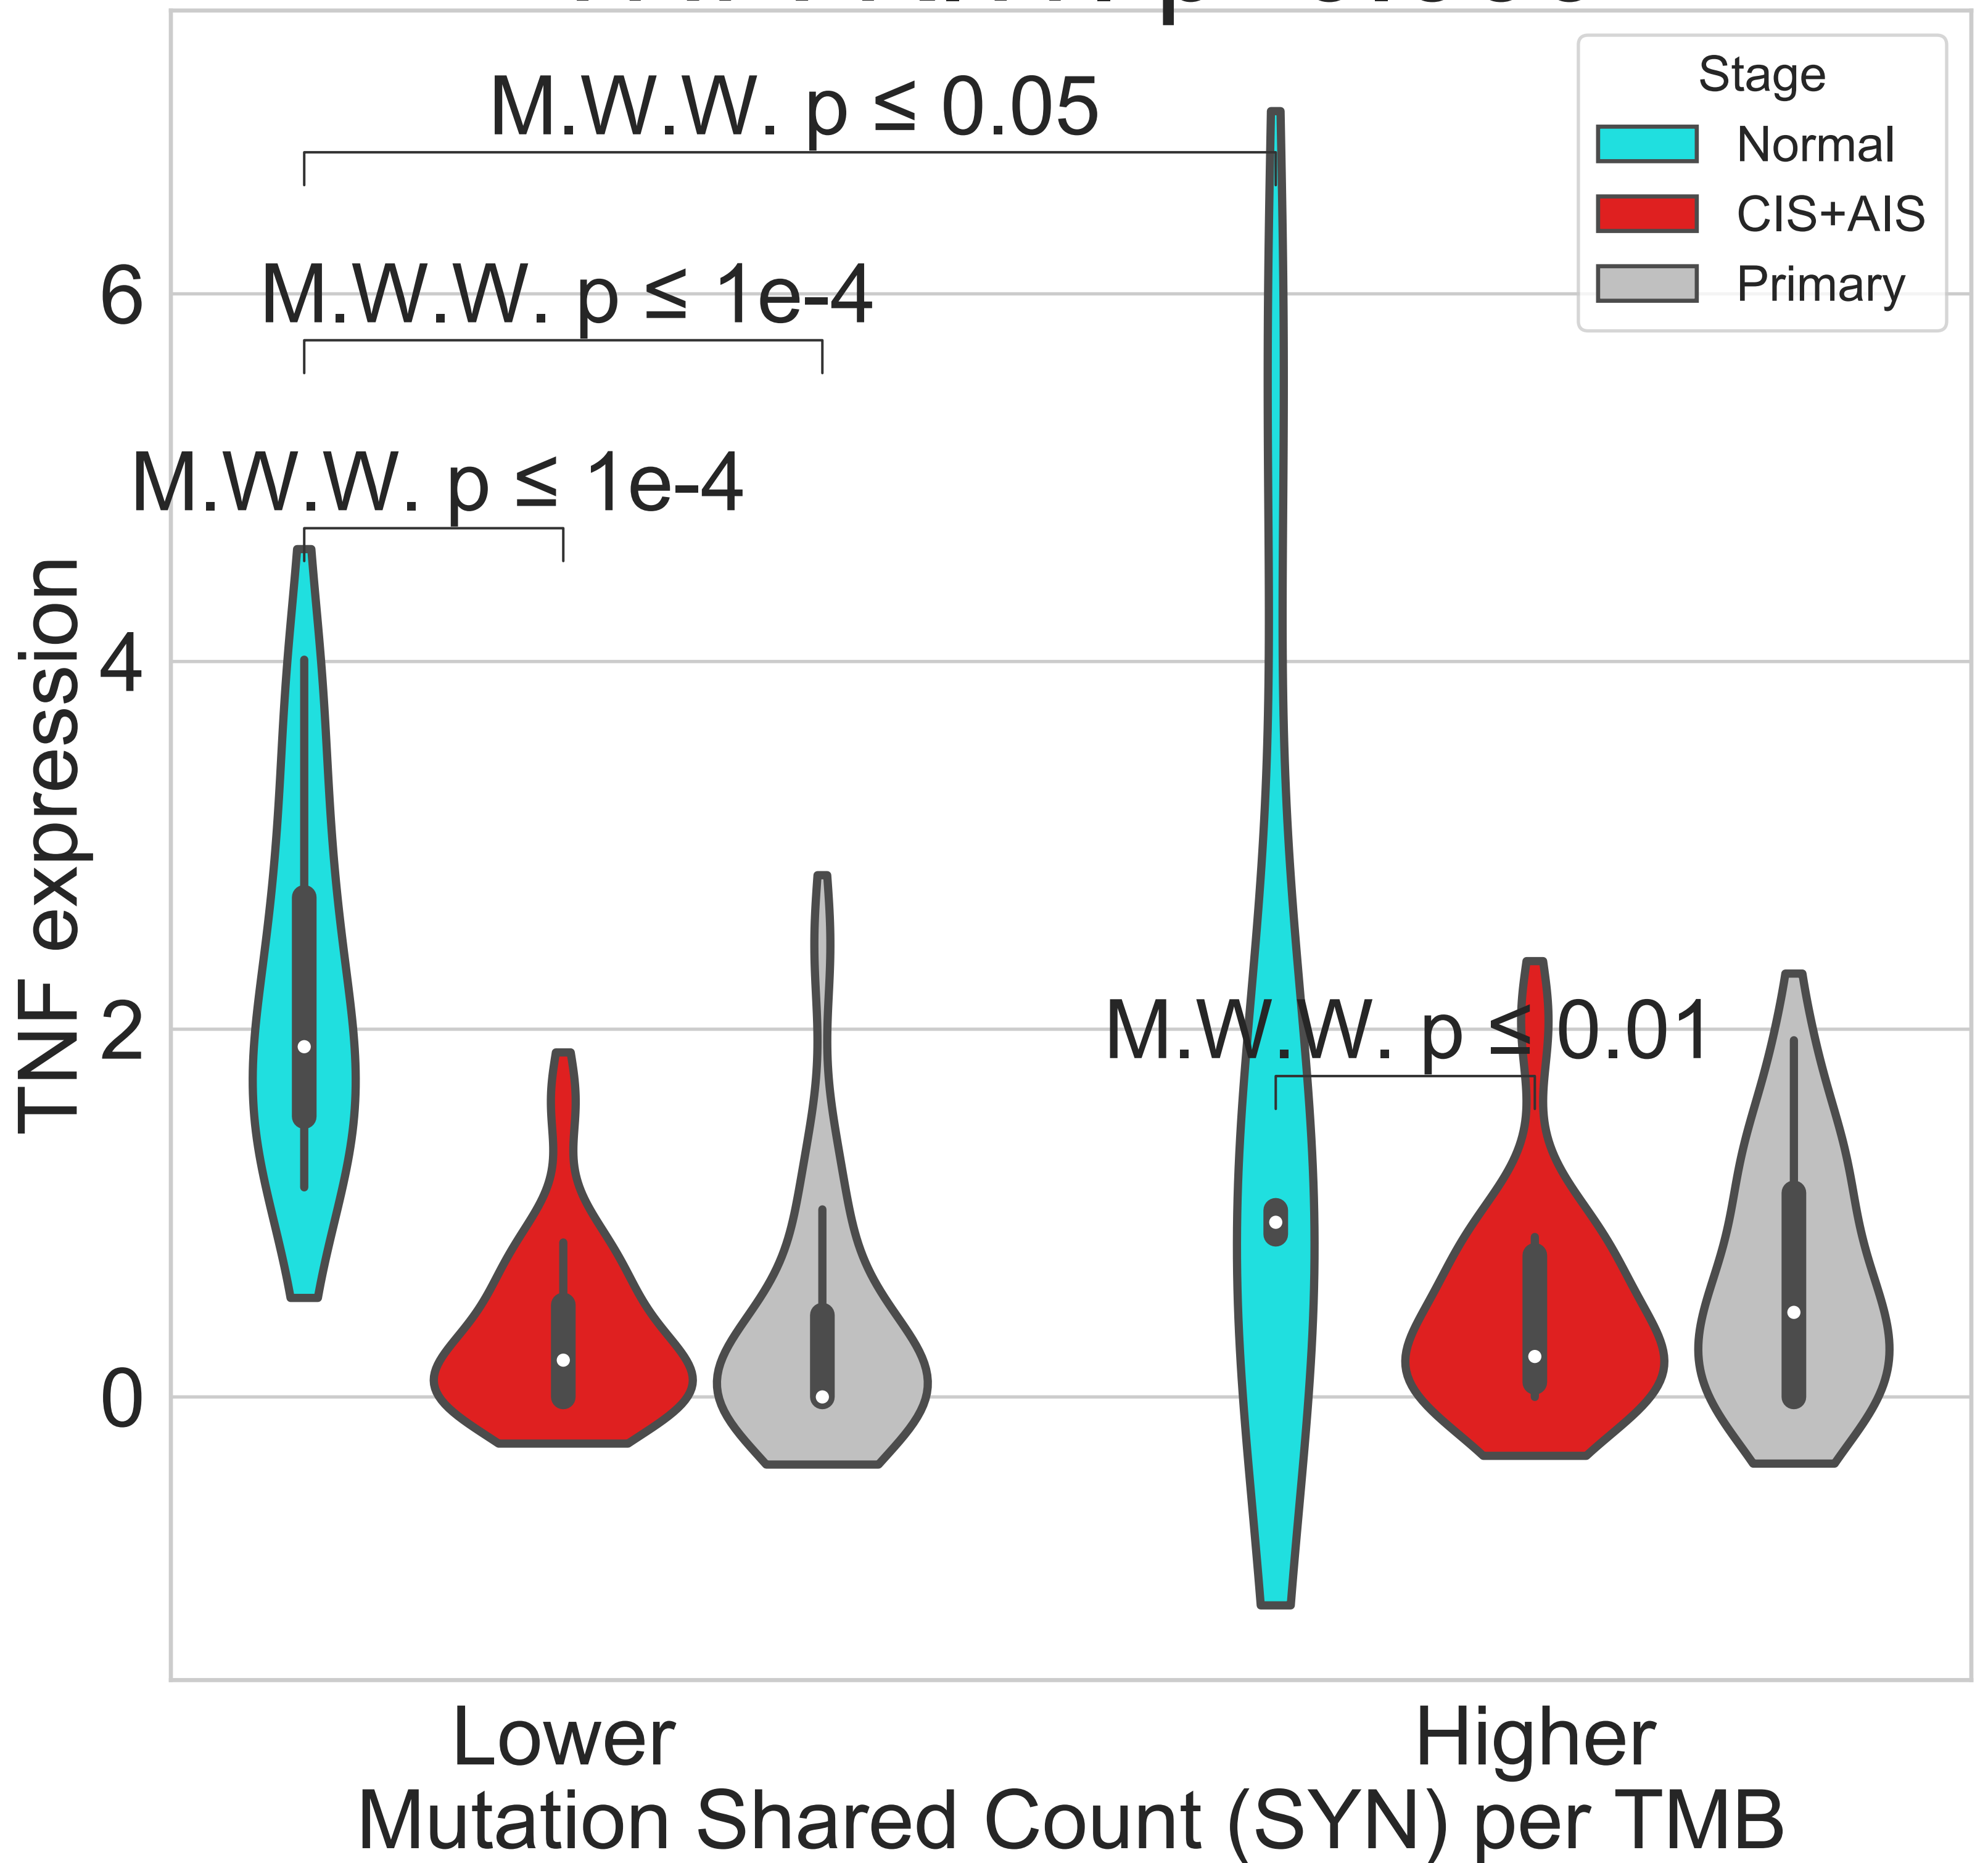 M.W.W. p ≤ 0.05
Stage
Normal
CIS+AIS
Primary
M.W.W. p ≤ 1e-4
M.W.W. p ≤ 1e-4
M.W.W. p ≤ 0.01
6
4
2
0
TNF expression
Lower
Higher
Mutation Shared Count (SYN) per TMB